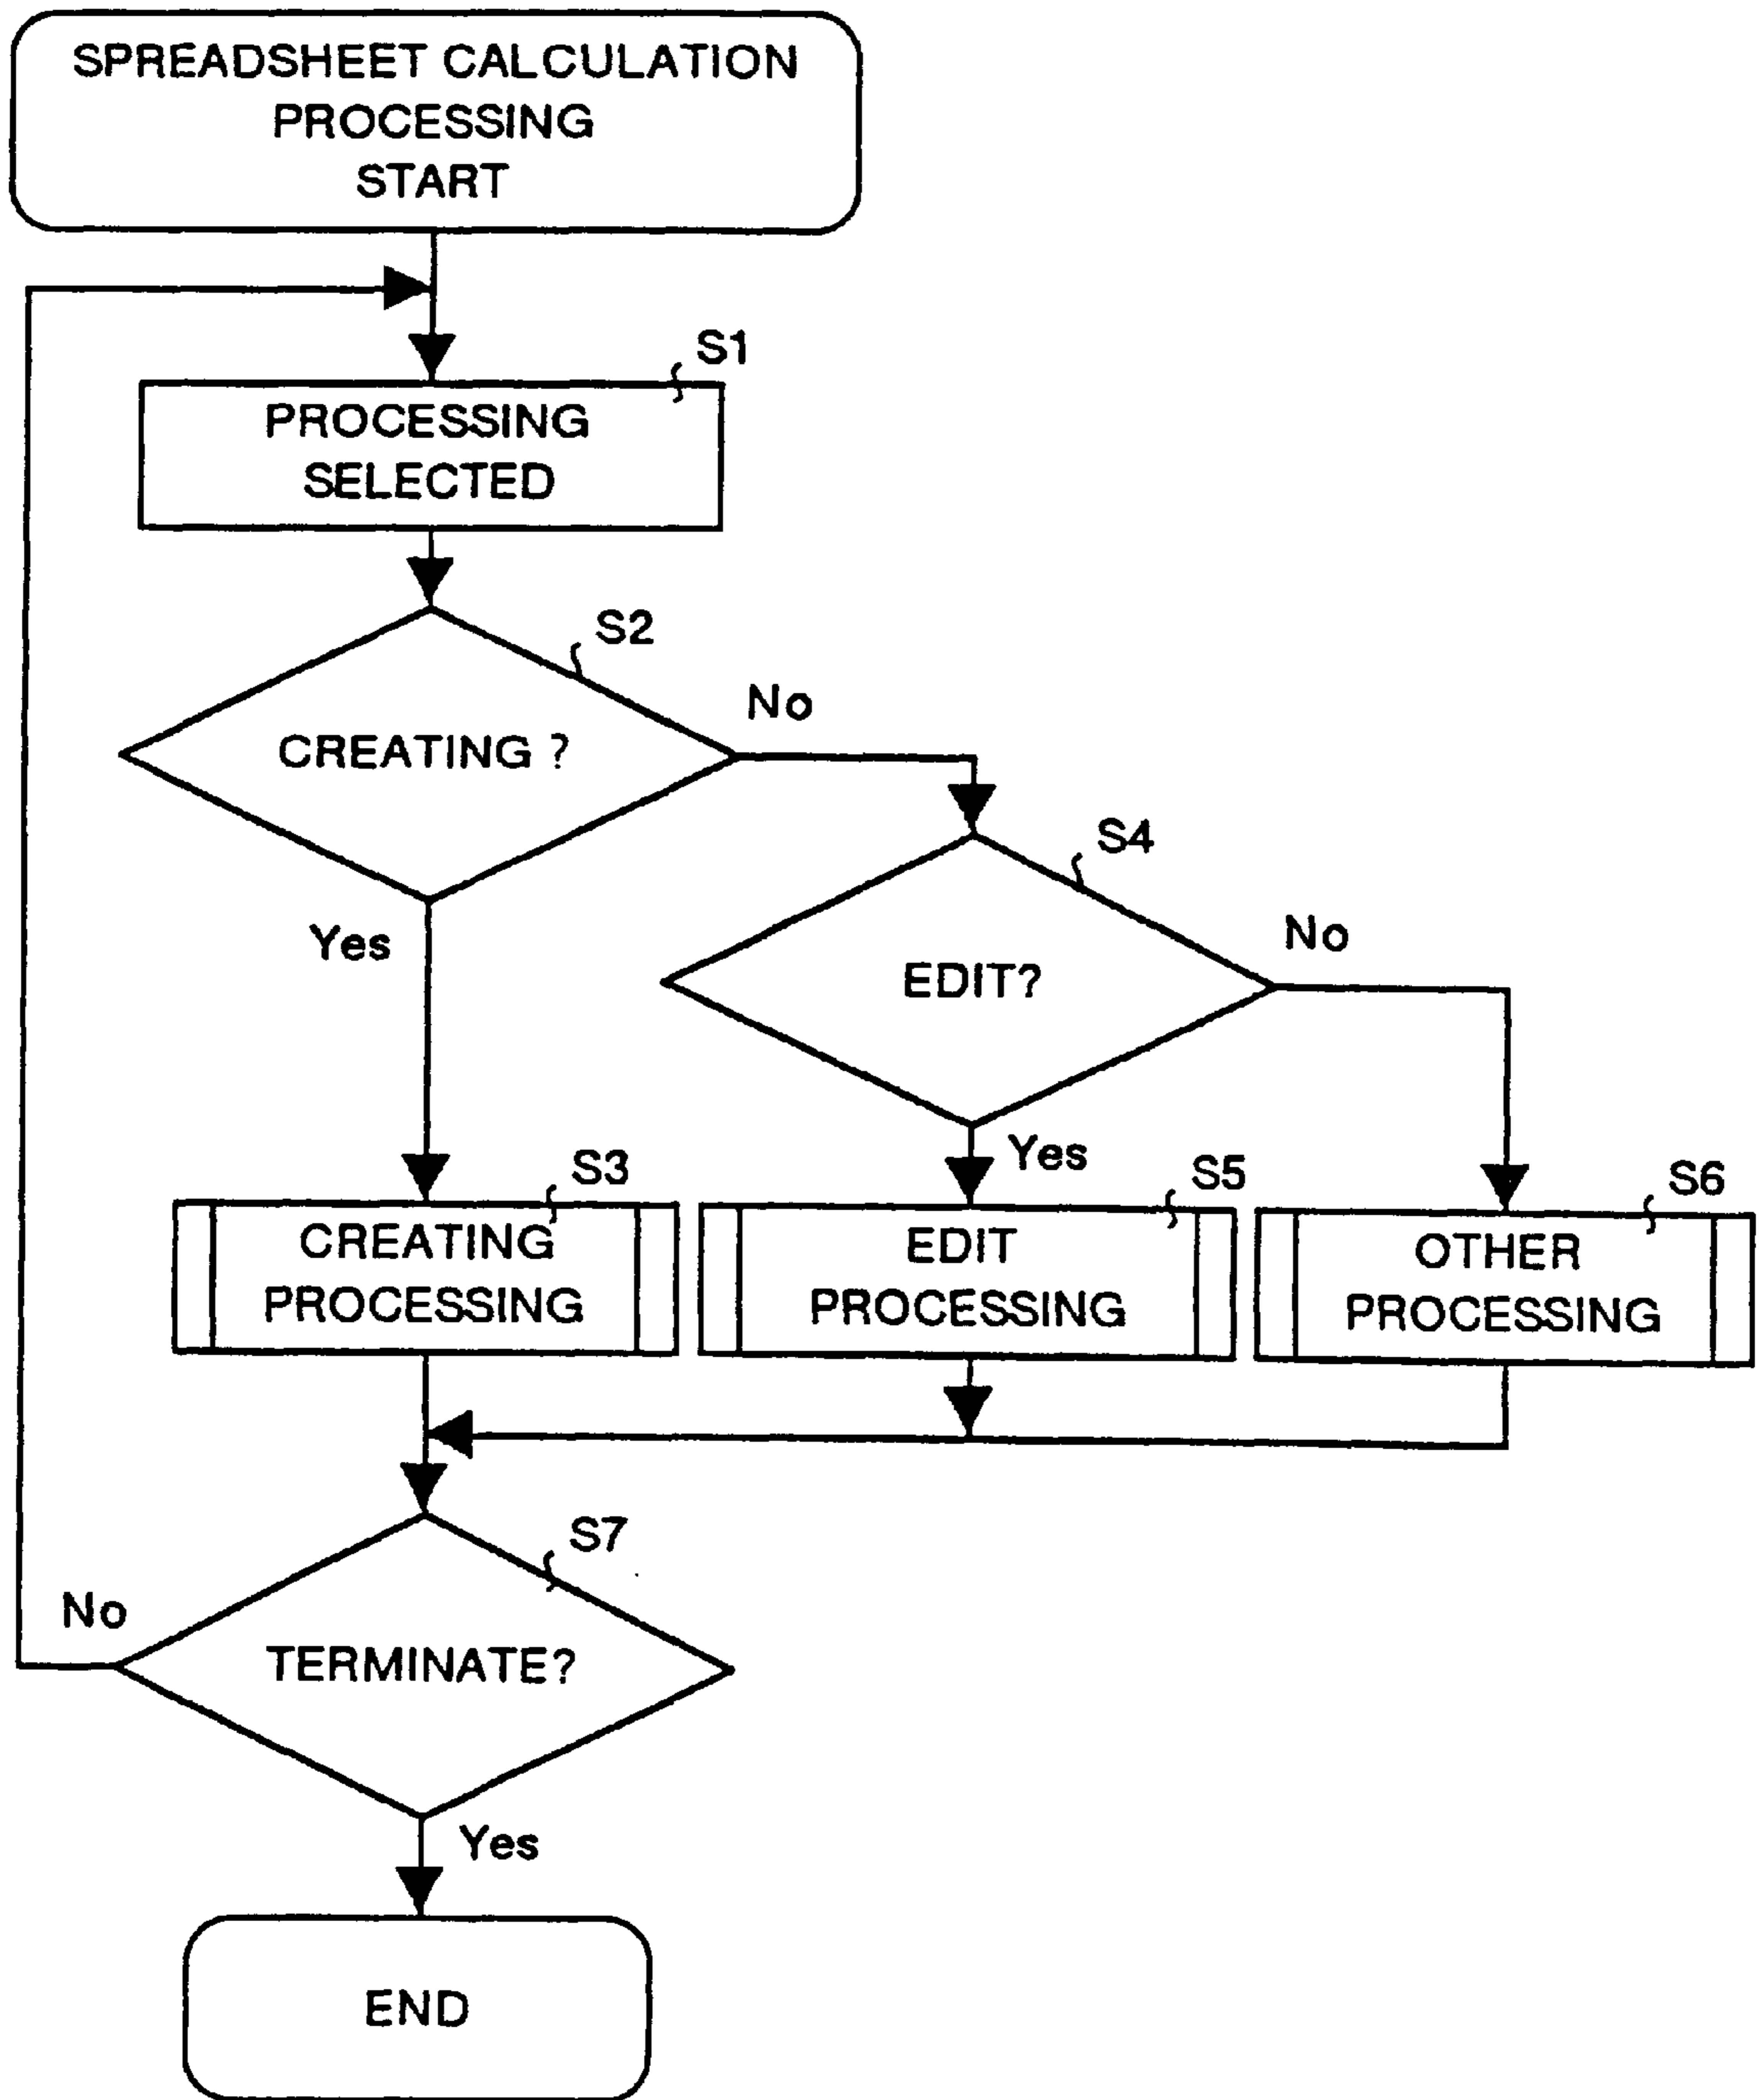 SPREADSHEET CALCULATION
PROCESSING
START
S1
PROCESSING
SELECTED
S2
CREATING ?
No
Yes
S4
EDIT?
No
Yes
S3
CREATING
PROCESSING
S5
EDIT
PROCESSING
S6
OTHER
PROCESSING
S7
TERMINATE?
No
Yes
END